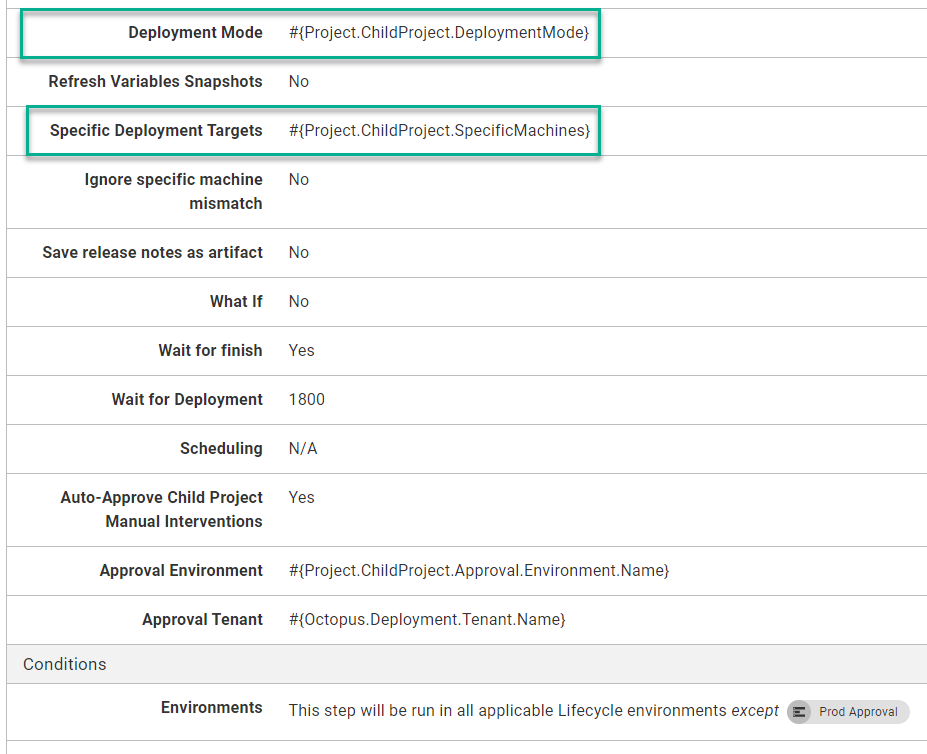 Deployment Mode #{Project.ChildProject.DeploymentMode}
Refresh Variables Snapshots No
Specific Deployment Targets #{Project.ChildProject.SpecificMachines}
Ignore specific machine No
mismatch
Save release notes as artifact No
What If No
Wait for finish Yes
Wait for Deployment 1800
Scheduling N/A
Auto-Approve Child Project Yes
Manual Interventions
Approval Environment #{Project.ChildProject.Approval.Environment.Name}
Approval Tenant #{Octopus.Deployment.Tenant.Name}
Conditions
Environments This step will be run in all applicable Lifecycle environments except Prod Approval